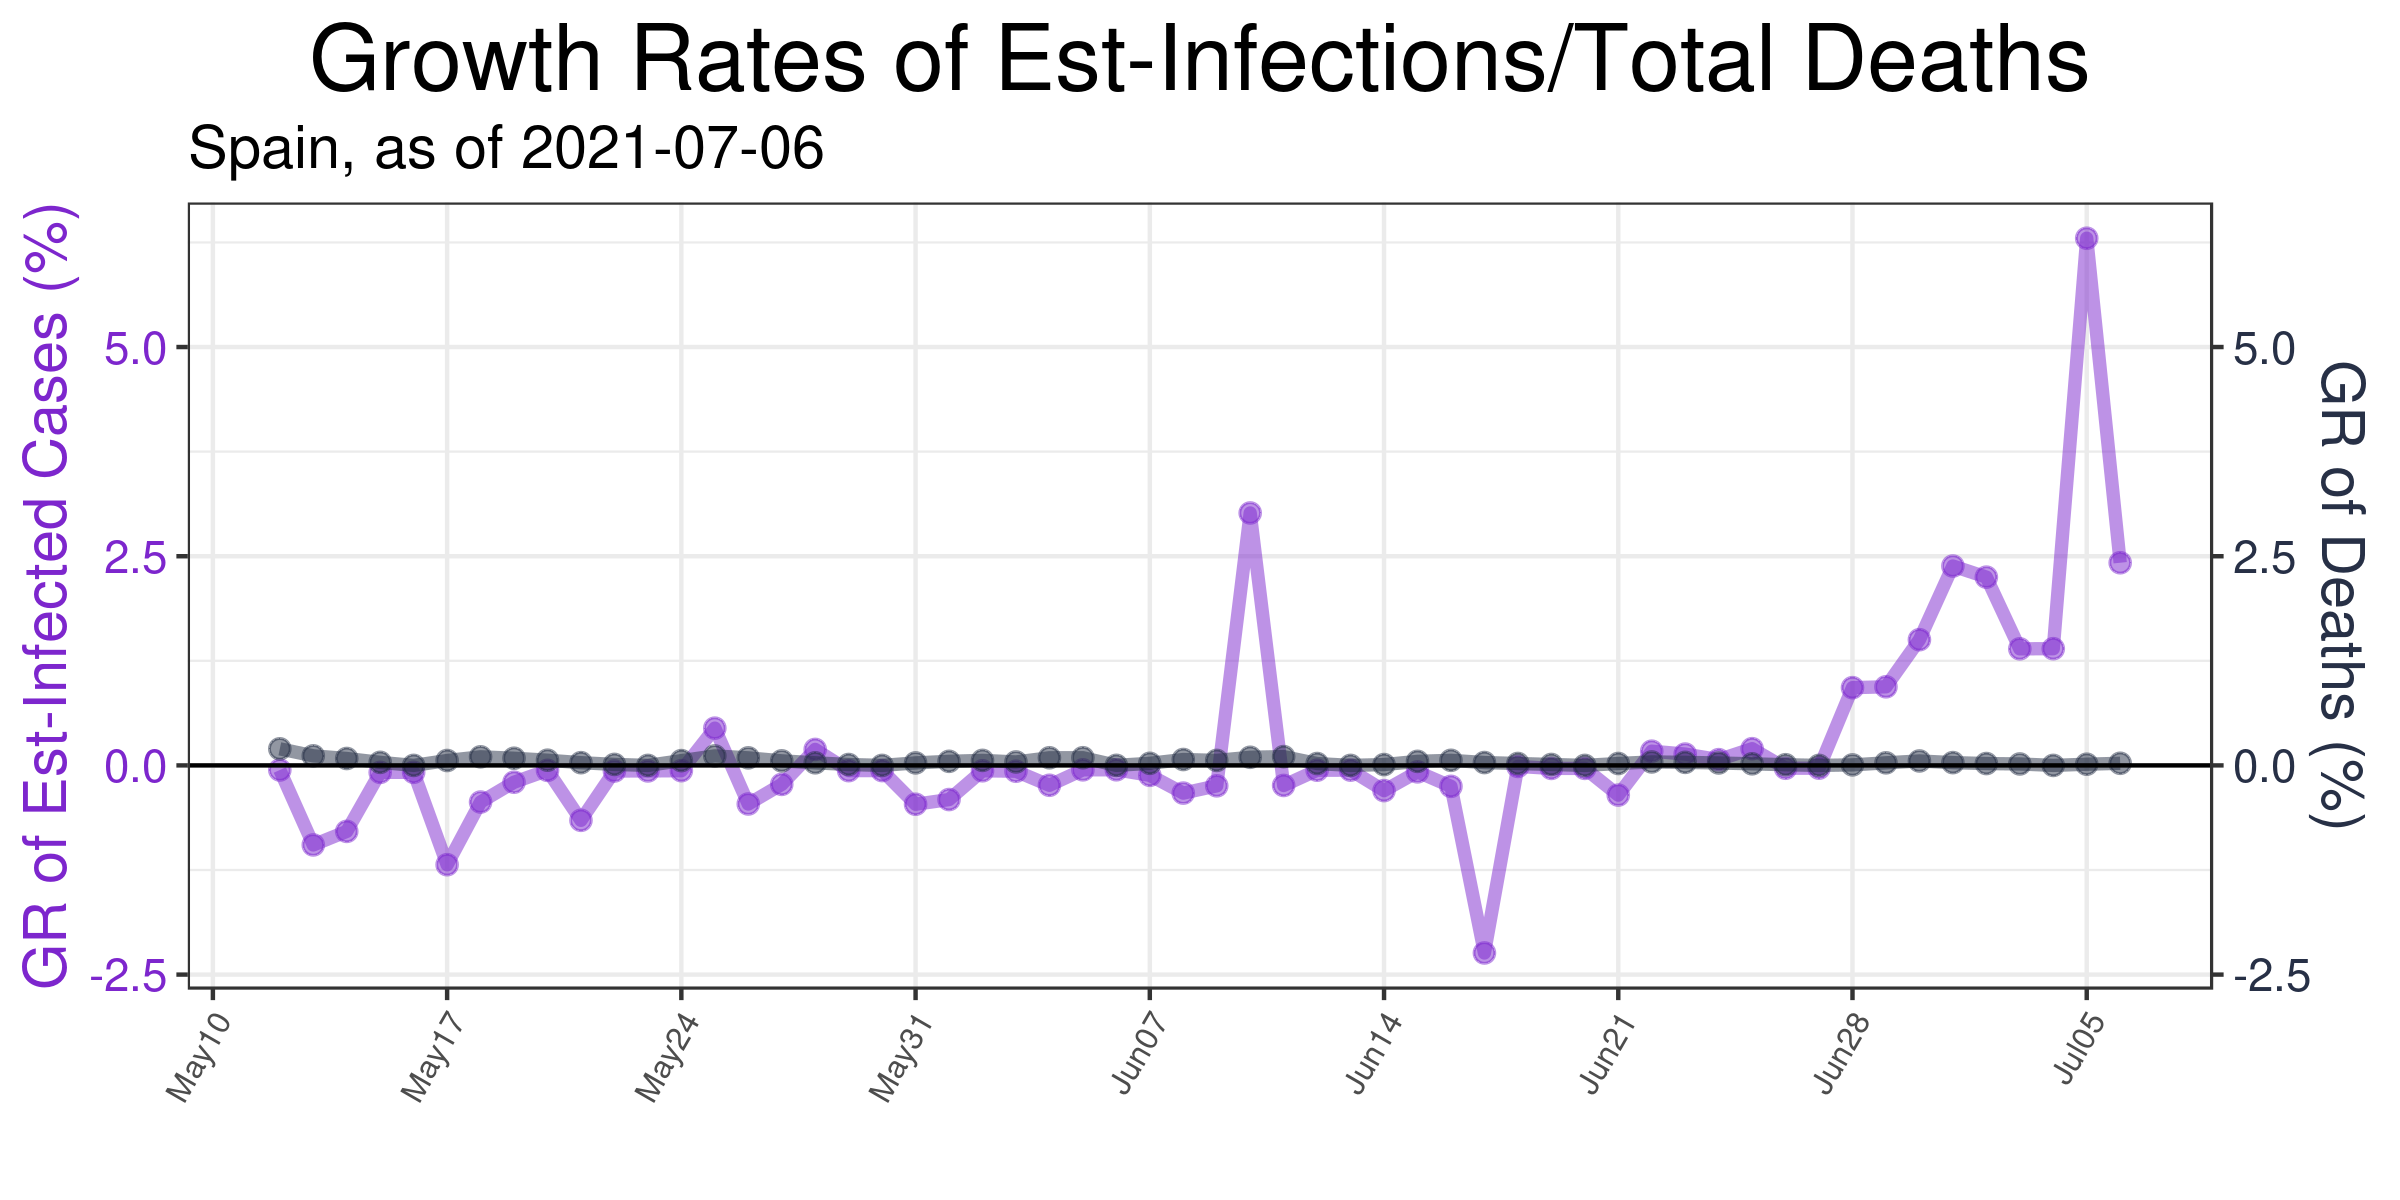 Growth Rates of Est-Infections/Total Deaths
Spain, as of 2021-07-06
GR of Est-Infected Cases (%)
5.0
2.5
0.0
-2.5
5.0
2.5
0.0
-2.5
GR of Deaths (%)
May10
May17
May24
May31
Jun07
Jun14
Jun21
Jun28
Jul05